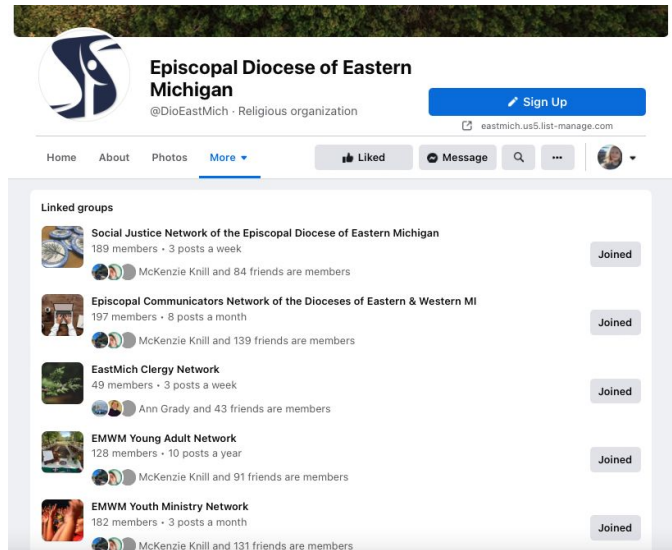 Episcopal Diocese of Eastern
Michigan
@DioEastMich · Religious organization
Sign Up
eastmich.us5.list-manage.com
Home About Photos More Liked Message
Linked groups
Social Justice Network of the Episcopal Diocese of Eastern Michigan
189 members • 3 posts a week
McKenzie Knill and 84 friends are members
Joined
Episcopal Communicators Network of the Dioceses of Eastern & Western MI
197 members • 8 posts a month
McKenzie Knill and 139 friends are members
Joined
EastMich Clergy Network
49 members • 3 posts a week
Ann Grady and 43 friends are members
Joined
EMWM Young Adult Network
128 members • 10 posts a year
McKenzie Knill and 91 friends are members
Joined
EMWM Youth Ministry Network
182 members • 3 posts a month
McKenzie Knill and 131 friends are members
Joined